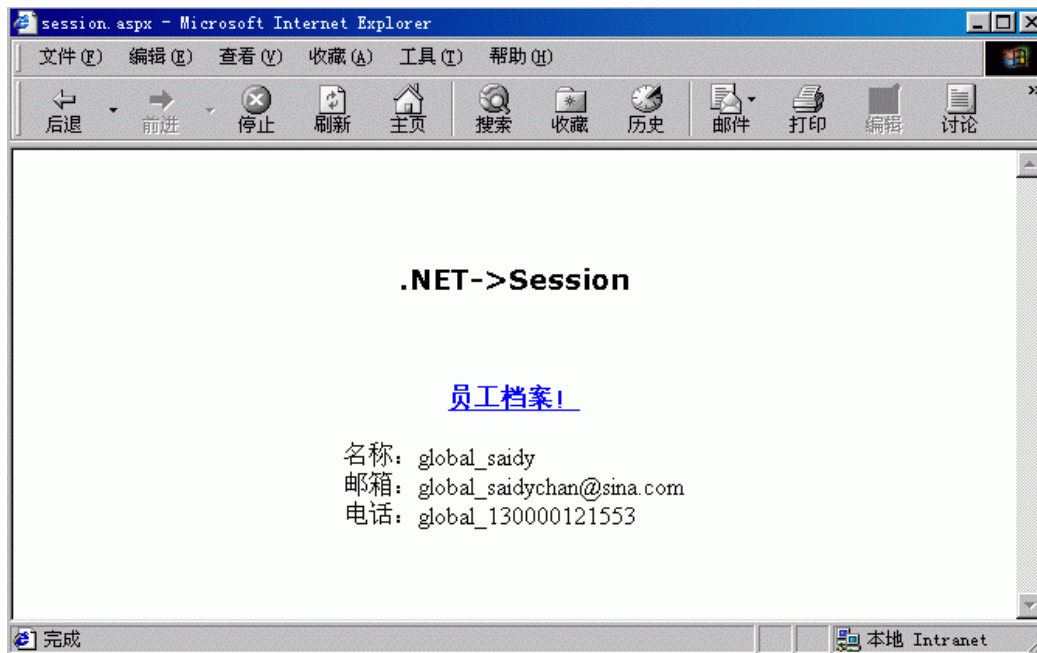 session.aspx - Microsoft Internet Explorer
文件(F) 编辑(E) 查看(V) 收藏(A) 工具(T) 帮助(H)
后退 前进 停止 刷新 主页 搜索 收藏 历史 邮件 打印 编辑 讨论 »
.NET->Session
员工档案!
名称：global_saidy
邮箱：global_saidychan@sina.com
电话：global_130000121553
完成 本地 Intranet